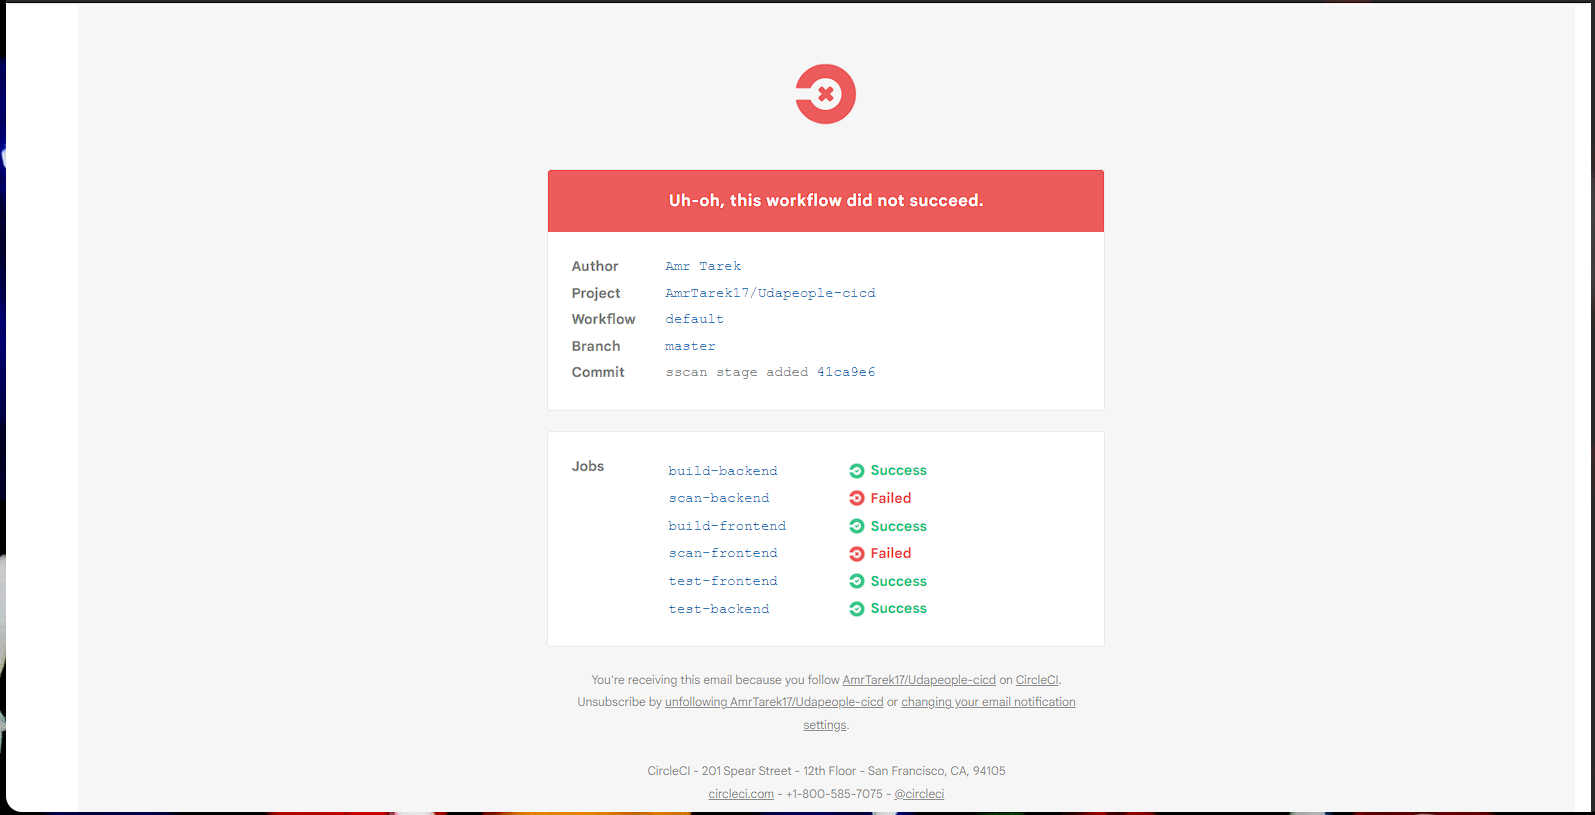 Uh-oh, this workflow did not succeed.
Author Amr Tarek
Project AmrTarek17/Udapeople-cicd
Workflow default
Branch master
Commit sscan stage added 41ca9e6
Jobs
build-backend Success
scan-backend Failed
build-frontend Success
scan-frontend Failed
test-frontend Success
test-backend Success
You're receiving this email because you follow AmrTarek17/Udapeople-cicd on CircleCI.
Unsubscribe by unfollowing AmrTarek17/Udapeople-cicd or changing your email notification
settings.
CircleCI - 201 Spear Street - 12th Floor - San Francisco, CA, 94105
circleci.com - +1-800-585-7075 - @circleci